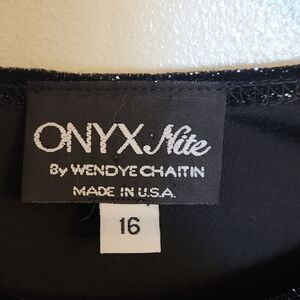 ONYX Nite
By WENDYE CHAITIN
MADE IN U.S.A.
16